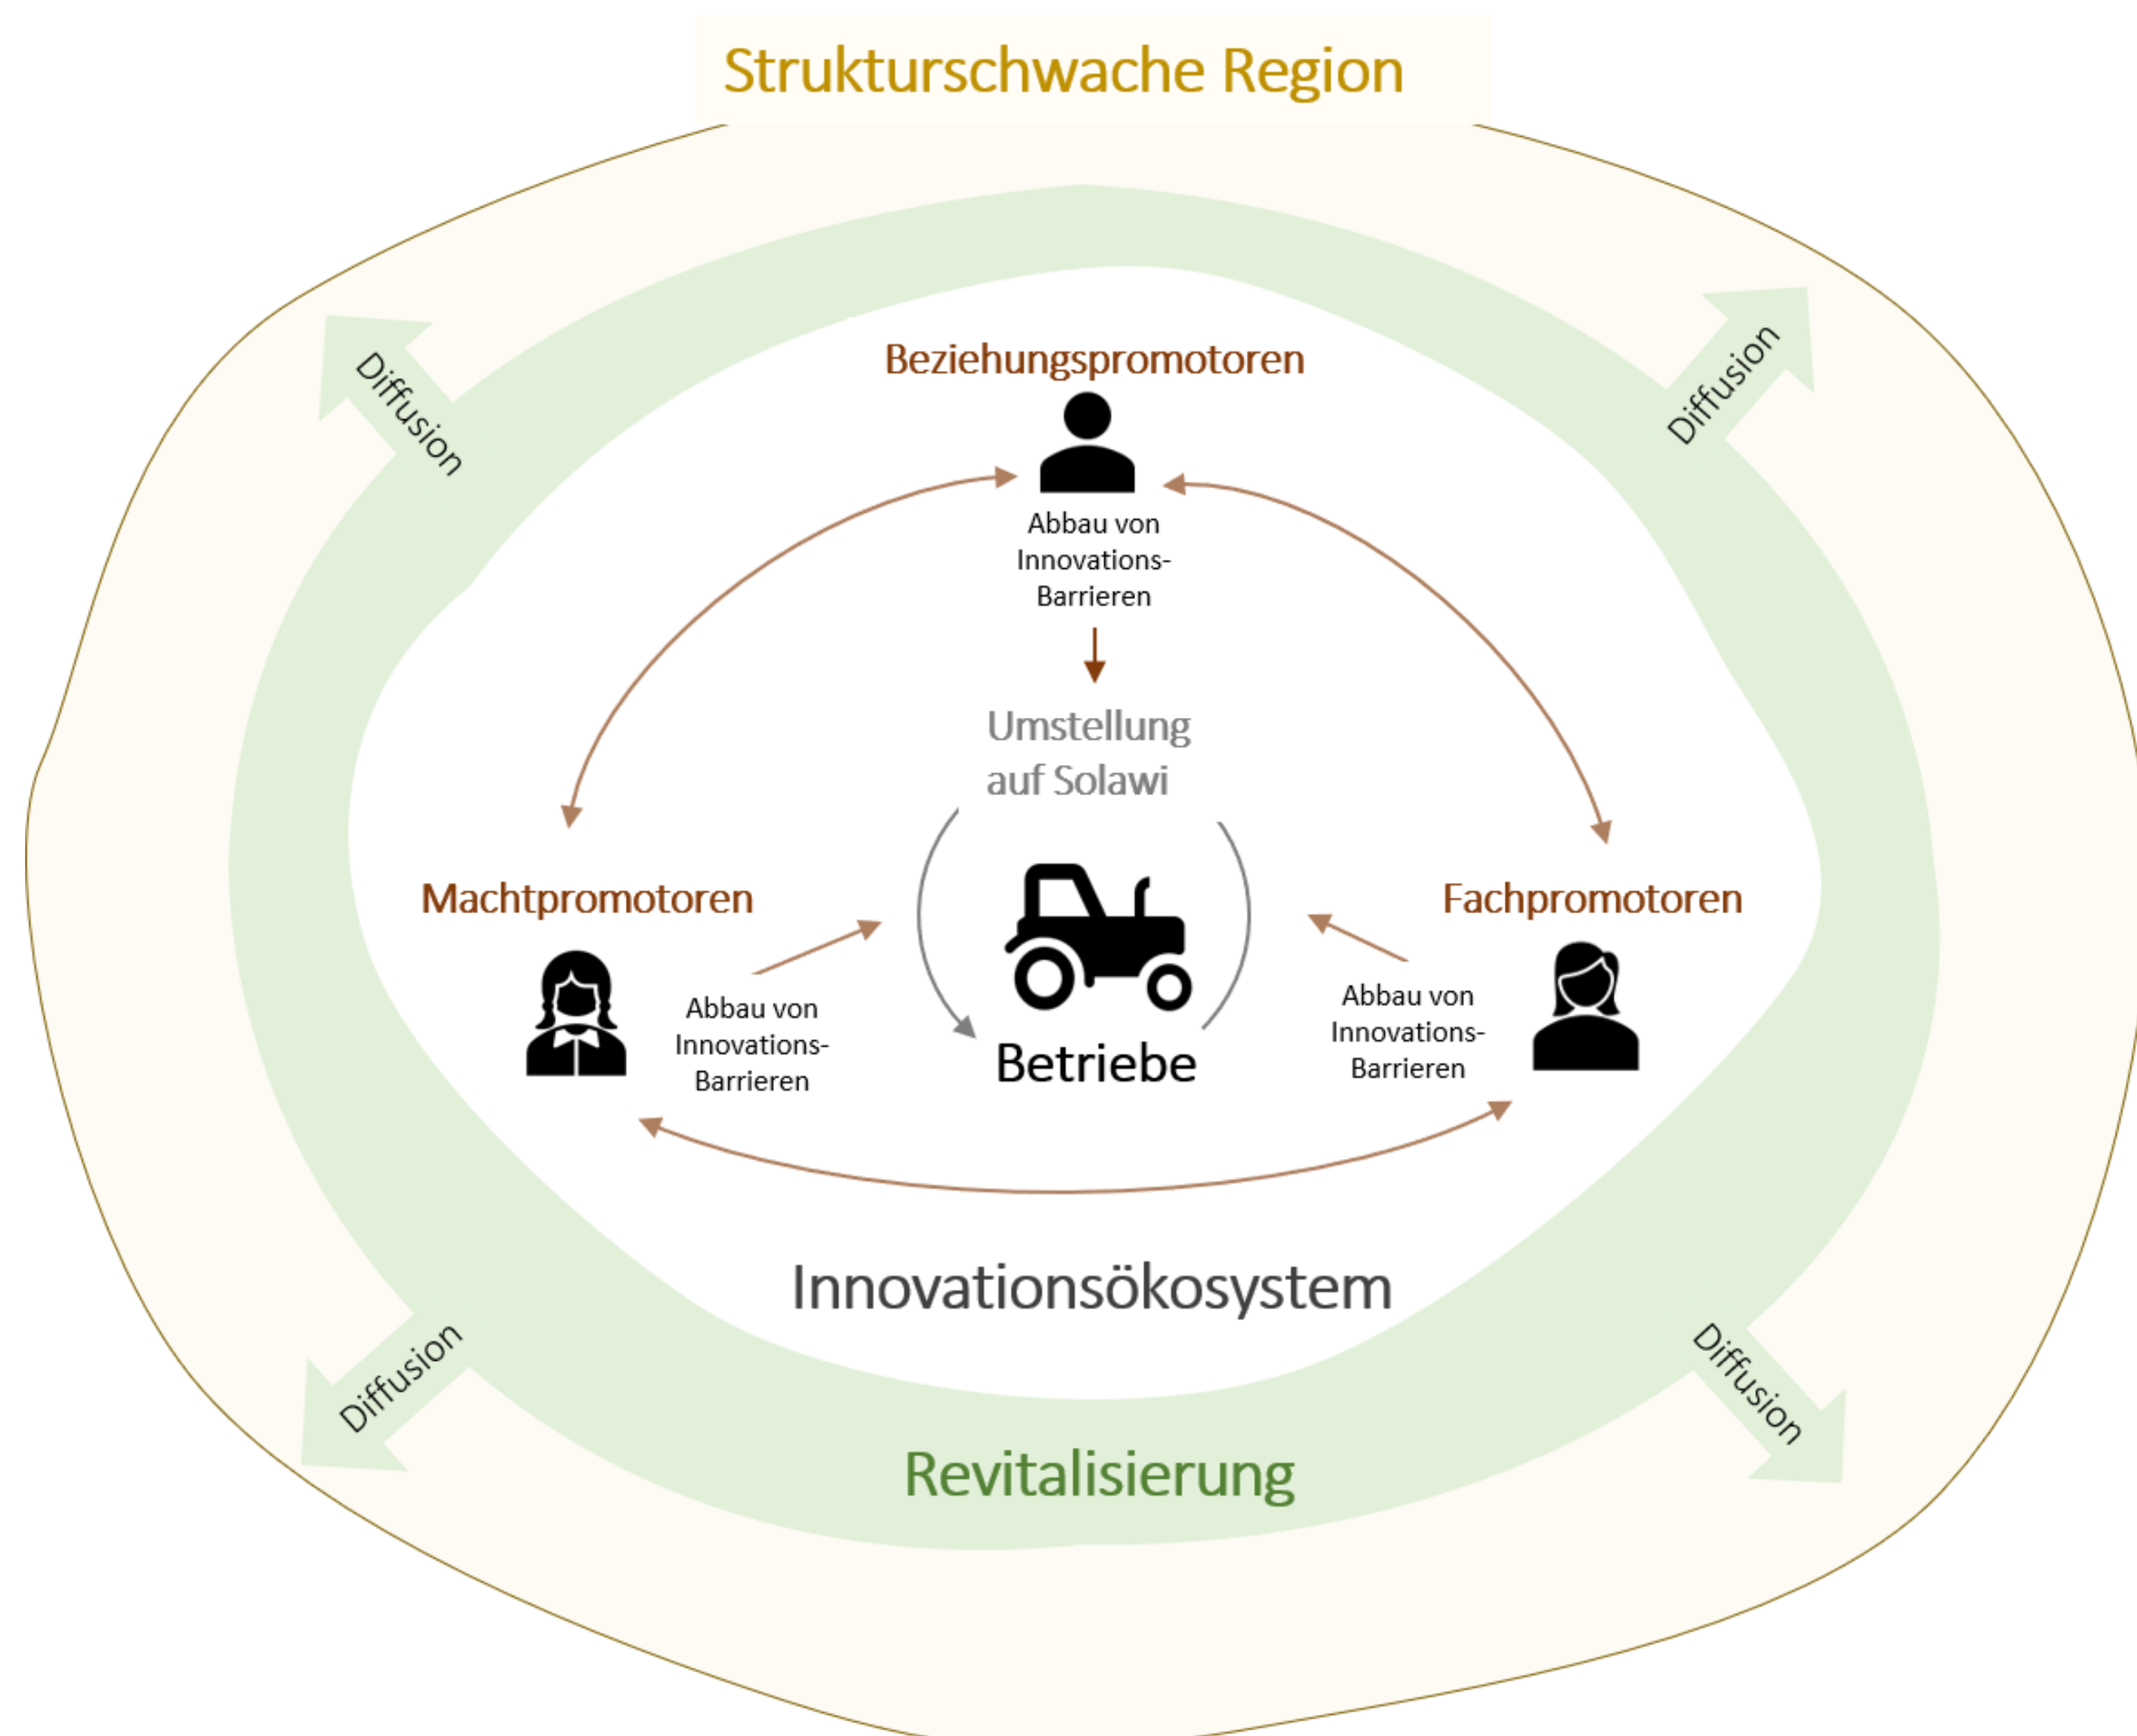 Strukturschwache Region
Diffusion
Diffusion
Beziehungspromotoren
Abbau von
Innovations-
Barrieren
Umstellung
auf Solawi
Machtpromotoren
Fachpromotoren
Abbau von
Innovations-
Barrieren
Abbau von
Innovations-
Barrieren
Betriebe
Innovationsökosystem
Diffusion
Diffusion
Revitalisierung